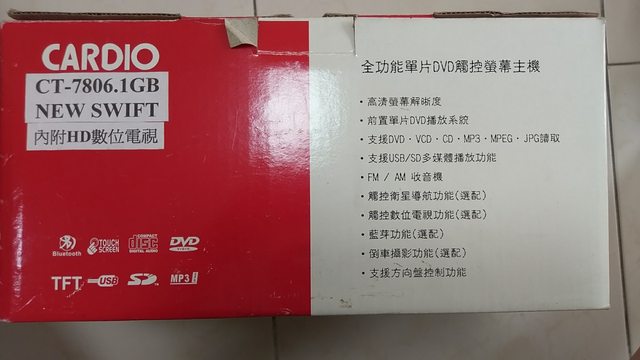 CARDIO
CT-7806.1GB
NEW SWIFT
內附HD數位電視
Bluetooth
TOUCH SCREEN
COMPACT
disc
DIGITAL AUDIO
DVD
TFT
USB
SD
MP3
全功能單片DVD觸控螢幕主機
・高清螢幕解晰度
・前置單片DVD播放系統
・支援DVD・VCD・CD・MP3・MPEG・JPG讀取
・支援USB/SD多媒體播放功能
・FM / AM 收音機
・觸控衛星導航功能(選配)
・觸控數位電視功能(選配)
・藍芽功能(選配)
・倒車攝影功能(選配)
・支援方向盤控制功能